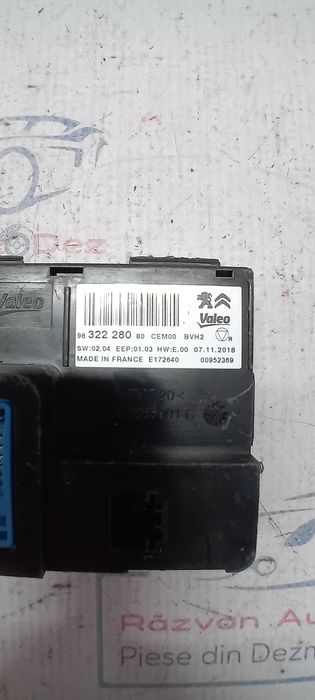 Dez
Valeo
Valeo
98 322 280 80 CEM00 BVH2 R
SW:02.04 EEP:01.03 HW:E.00 07.11.2018
MADE IN FRANCE E172640 00952369
Răzvan Au
Piese din Dezm